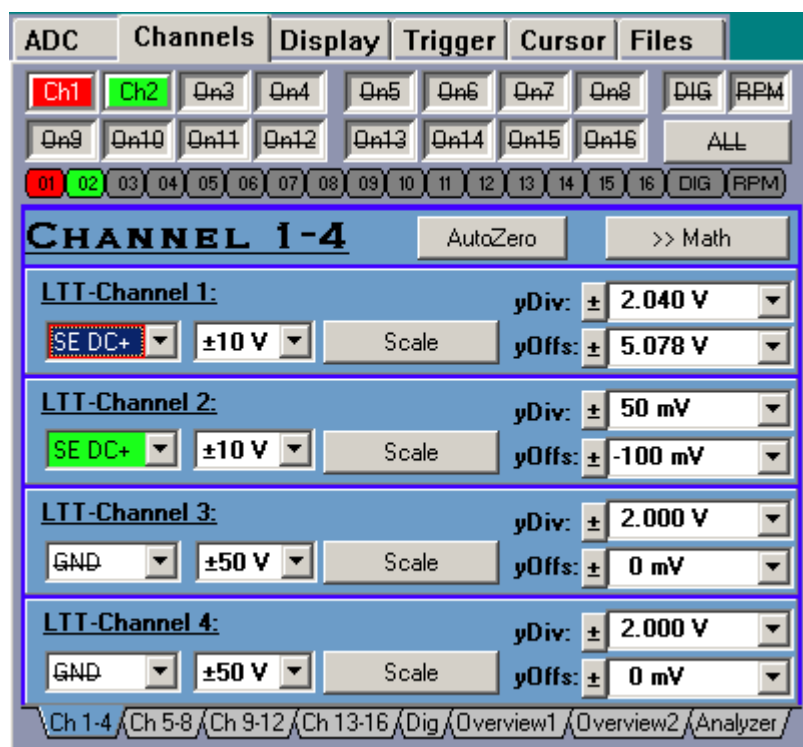 ADC Channels Display Trigger Cursor Files
Ch1 Ch2 On3 On4 On5 On6 On7 On8 DIG RPM
On9 On10 On11 On12 On13 On14 On15 On16 ALL
01 02 03 04 05 06 07 08 09 10 11 12 13 14 15 16 DIG RPM
CHANNEL 1-4 AutoZero >> Math
LTT-Channel 1:
yDiv: ± 2.040 V
SE DC+ ±10 V Scale
yOffs: ± 5.078 V
LTT-Channel 2:
yDiv: ± 50 mV
SE DC+ ±10 V Scale
yOffs: ± -100 mV
LTT-Channel 3:
yDiv: ± 2.000 V
GND ±50 V Scale
yOffs: ± 0 mV
LTT-Channel 4:
yDiv: ± 2.000 V
GND ±50 V Scale
yOffs: ± 0 mV
Ch 1-4 Ch 5-8 Ch 9-12 Ch 13-16 Dig Overview1 Overview2 Analyzer